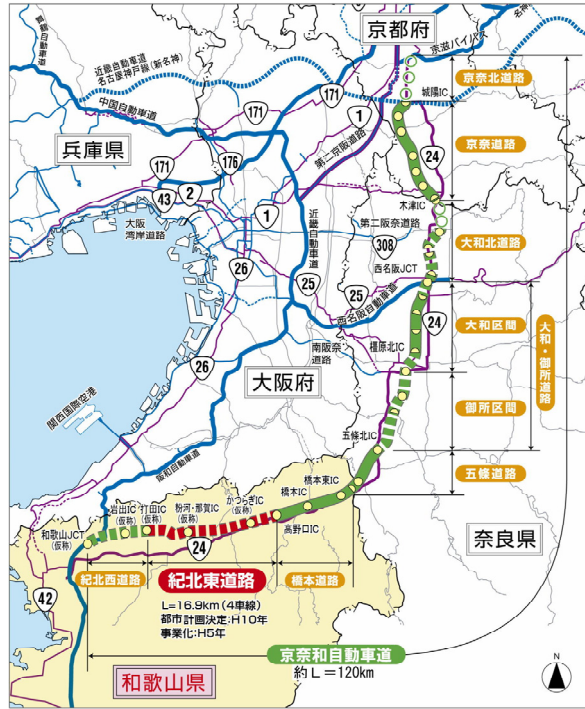 京都府
京滋バイパス
名神
舞鶴自動車道
近畿自動車道
名古屋神戸線(新名神)
城陽IC
京奈北道路
中国自動車道
171
171
1
第二京阪道路
24
京奈道路
兵庫県
171
176
43
2
1
木津IC
大阪
湾岸道路
近畿自動車道
第二阪奈道路
308
大和北道路
西名阪JCT
26
25
25
西名阪自動車道
24
大和区間
大和・御所道路
南阪奈
道路
橿原北IC
26
大阪府
関西国際空港
御所区間
五條北IC
阪和自動車道
五條道路
橋本東IC
橋本IC
かつらぎIC
(仮称)
粉河・那賀IC
(仮称)
打田IC
(仮称)
岩出IC
(仮称)
和歌山JCT
(仮称)
高野口IC
24
奈良県
紀北西道路
紀北東道路
橋本道路
L=16.9km(4車線)
都市計画決定:H10年
事業化:H5年
42
京奈和自動車道
約L=120km
和歌山県
N